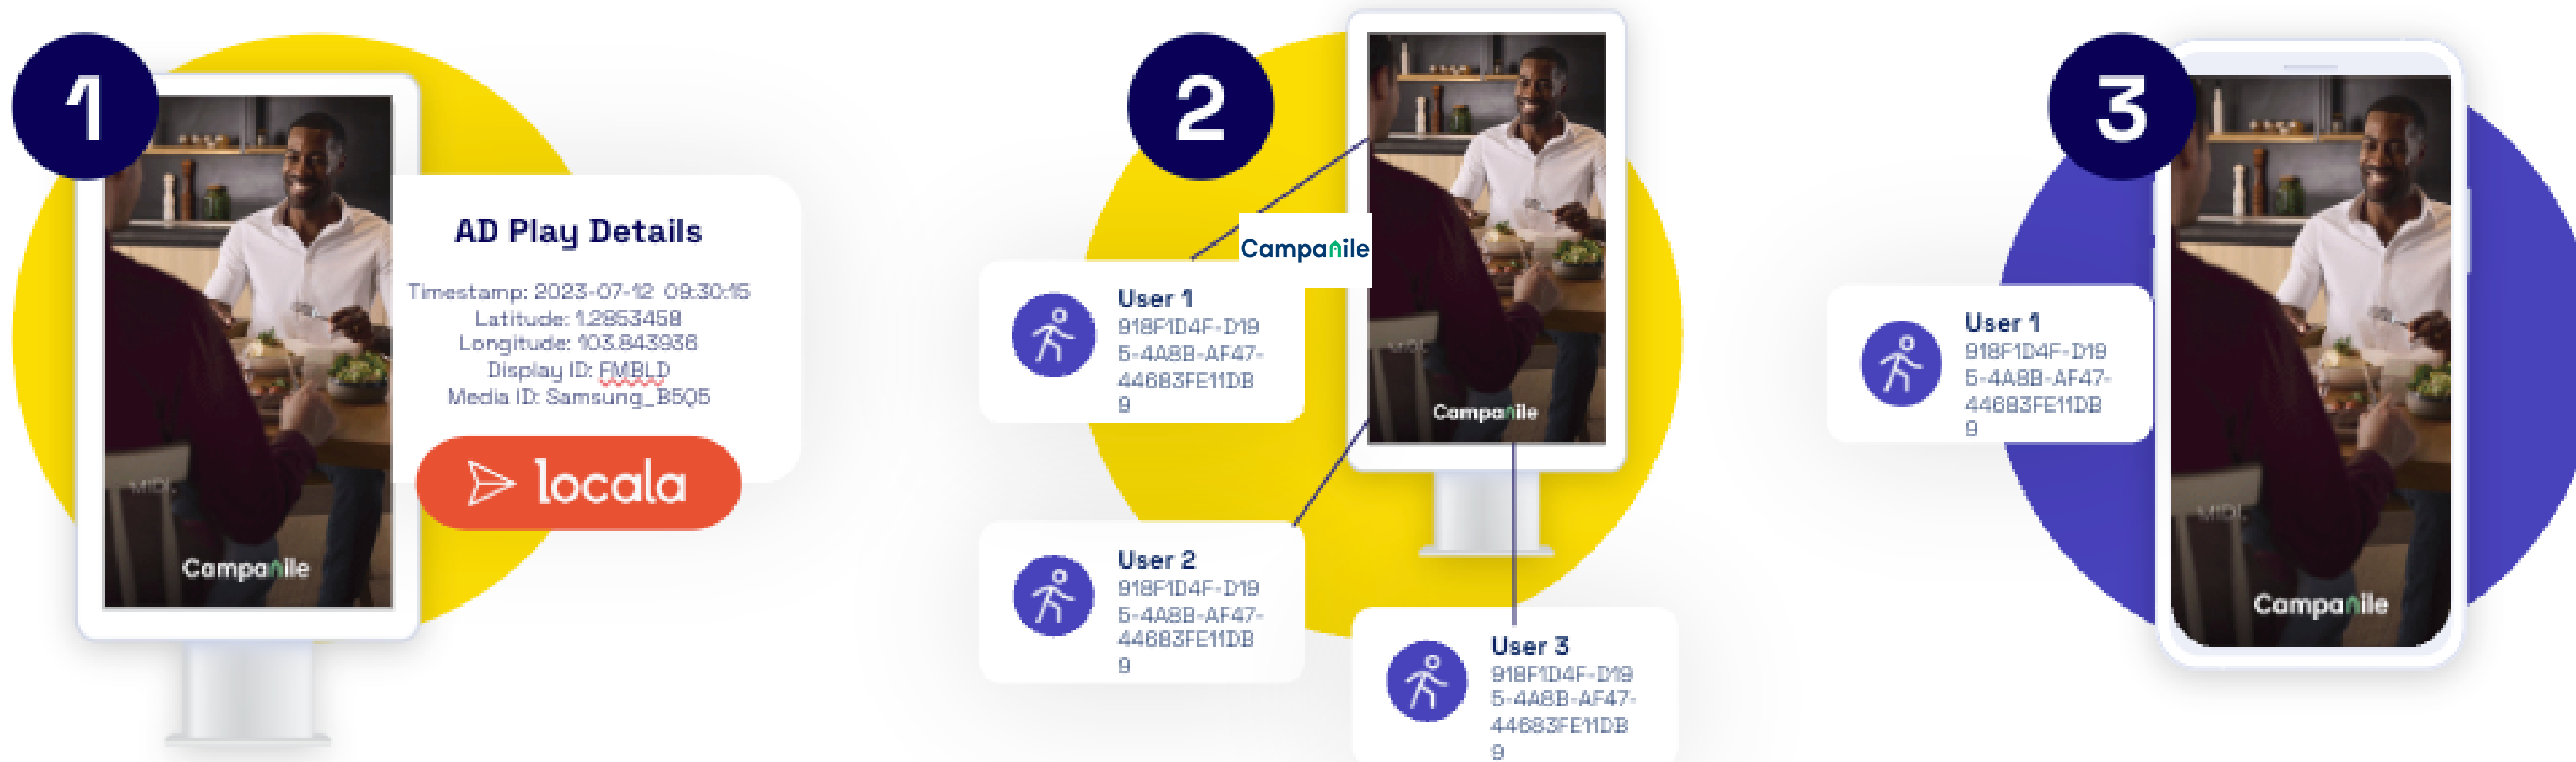 1
AD Play Details
Timestamp: 2023-07-12 09:30:15
Latitude: 1.2853458
Longitude: 103.843936
Display ID: FMBLD
Media ID: Samsung_B5Q5
locala
MIDI.
Campanile
2
Campanile
User 1
918F1D4F-D19
5-4A8B-AF47-
44683FE11DB
9
MIDI.
Campanile
User 2
918F1D4F-D19
5-4A8B-AF47-
44683FE11DB
9
User 3
918F1D4F-D19
5-4A8B-AF47-
44683FE11DB
9
3
User 1
918F1D4F-D19
5-4A8B-AF47-
44683FE11DB
9
MIDI.
Campanile